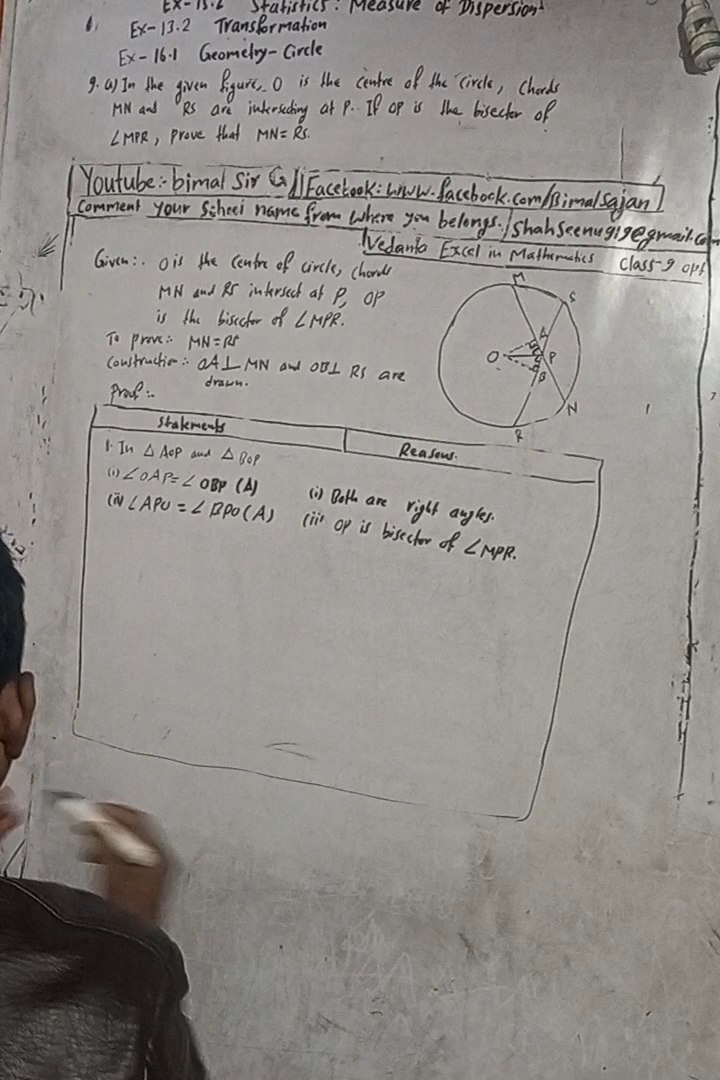 Ex-13.2 Statistics: Measure of Dispersion
Ex-13.2 Transformation
Ex-16.1 Geometry-Circle
9. a) In the given figure, O is the centre of the circle, chords
MN and RS are intersecting at P. If OP is the bisector of
∠MPR, Prove that MN=RS.
Youtube:- bimal Sir G // Facebook: www.facebook.com/Bimalsajan
Comment your School name from where you belongs. / Shahseenug19@gmail.com
Vedanta Excel in Mathematics Class-9 opt
Given:. O is the centre of circle, chords
MN and RS intersect at P, OP
is the bisector of ∠MPR.
To prove:- MN=RS
Construction:- OA⊥MN and OB⊥RS are
drawn.
Proof:-
M
S
A
O
P
B
N
R
Statements
Reasons.
1. In △AOP and △BOP
(i) ∠OAP=∠OBP (A)
(i) Both are right angles.
(ii) ∠APO=∠BPO (A)
(ii) OP is bisector of ∠MPR.